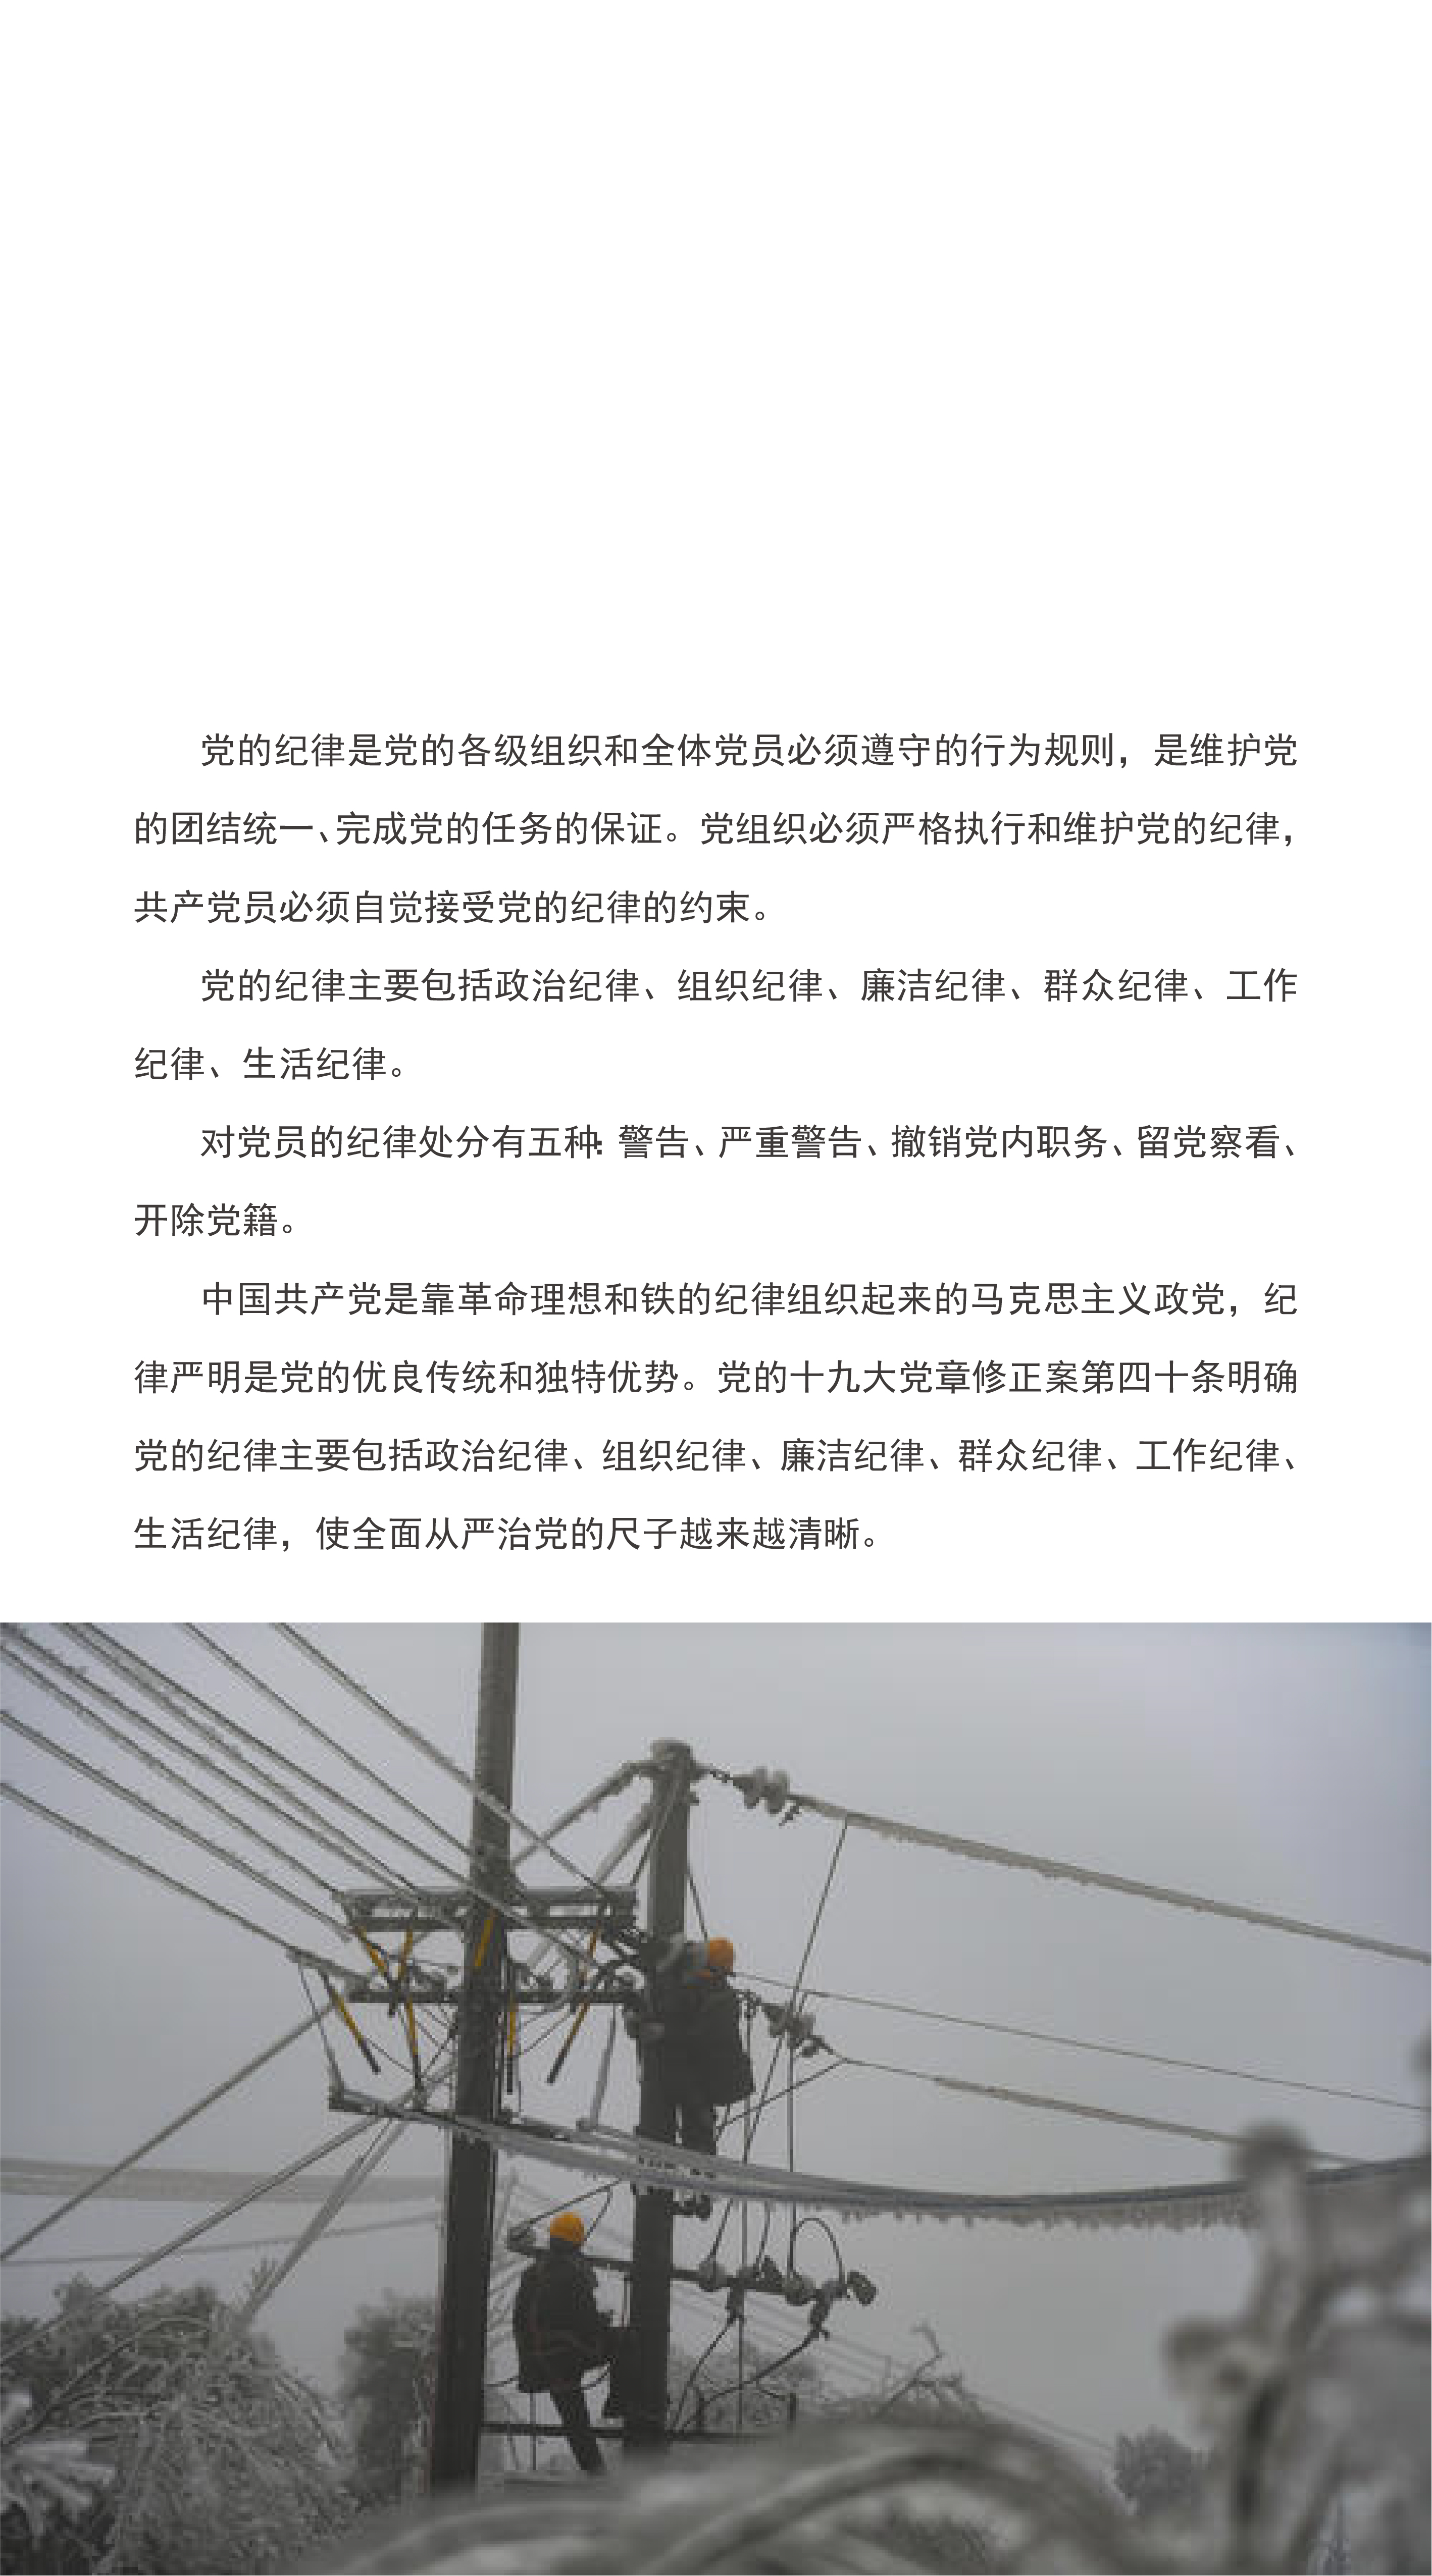 党的纪律是党的各级组织和全体党员必须遵守的行为规则，是维护党
的团结统一、完成党的任务的保证。党组织必须严格执行和维护党的纪律，
共产党员必须自觉接受党的纪律的约束。
党的纪律主要包括政治纪律、组织纪律、廉洁纪律、群众纪律、工作
纪律、生活纪律。
对党员的纪律处分有五种：警告、严重警告、撤销党内职务、留党察看、
开除党籍。
中国共产党是靠革命理想和铁的纪律组织起来的马克思主义政党，纪
律严明是党的优良传统和独特优势。党的十九大党章修正案第四十条明确
党的纪律主要包括政治纪律、组织纪律、廉洁纪律、群众纪律、工作纪律、
生活纪律，使全面从严治党的尺子越来越清晰。